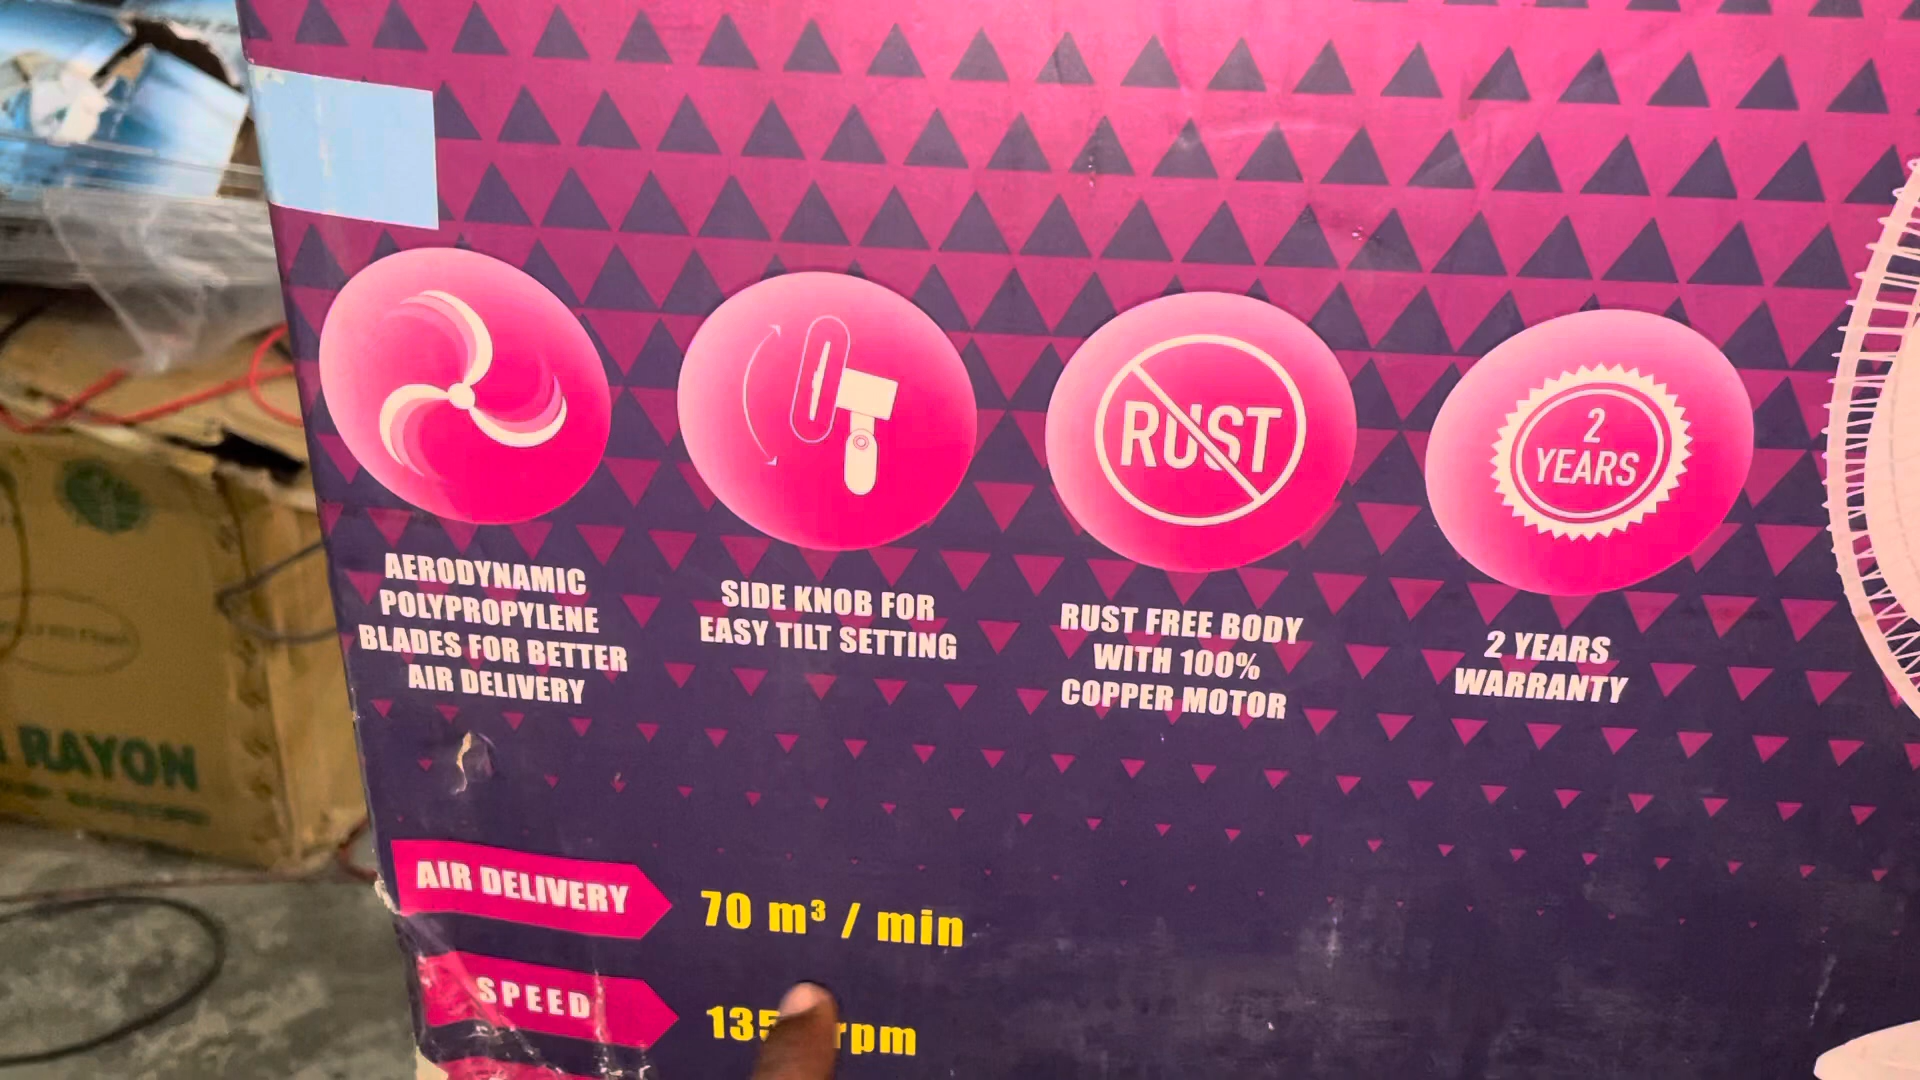 RUST
2
YEARS
AERODYNAMIC
POLYPROPYLENE
BLADES FOR BETTER
AIR DELIVERY
SIDE KNOB FOR
EASY TILT SETTING
RUST FREE BODY
WITH 100%
COPPER MOTOR
2 YEARS
WARRANTY
RAYON
AIR DELIVERY
70 m³ / min
SPEED
rpm